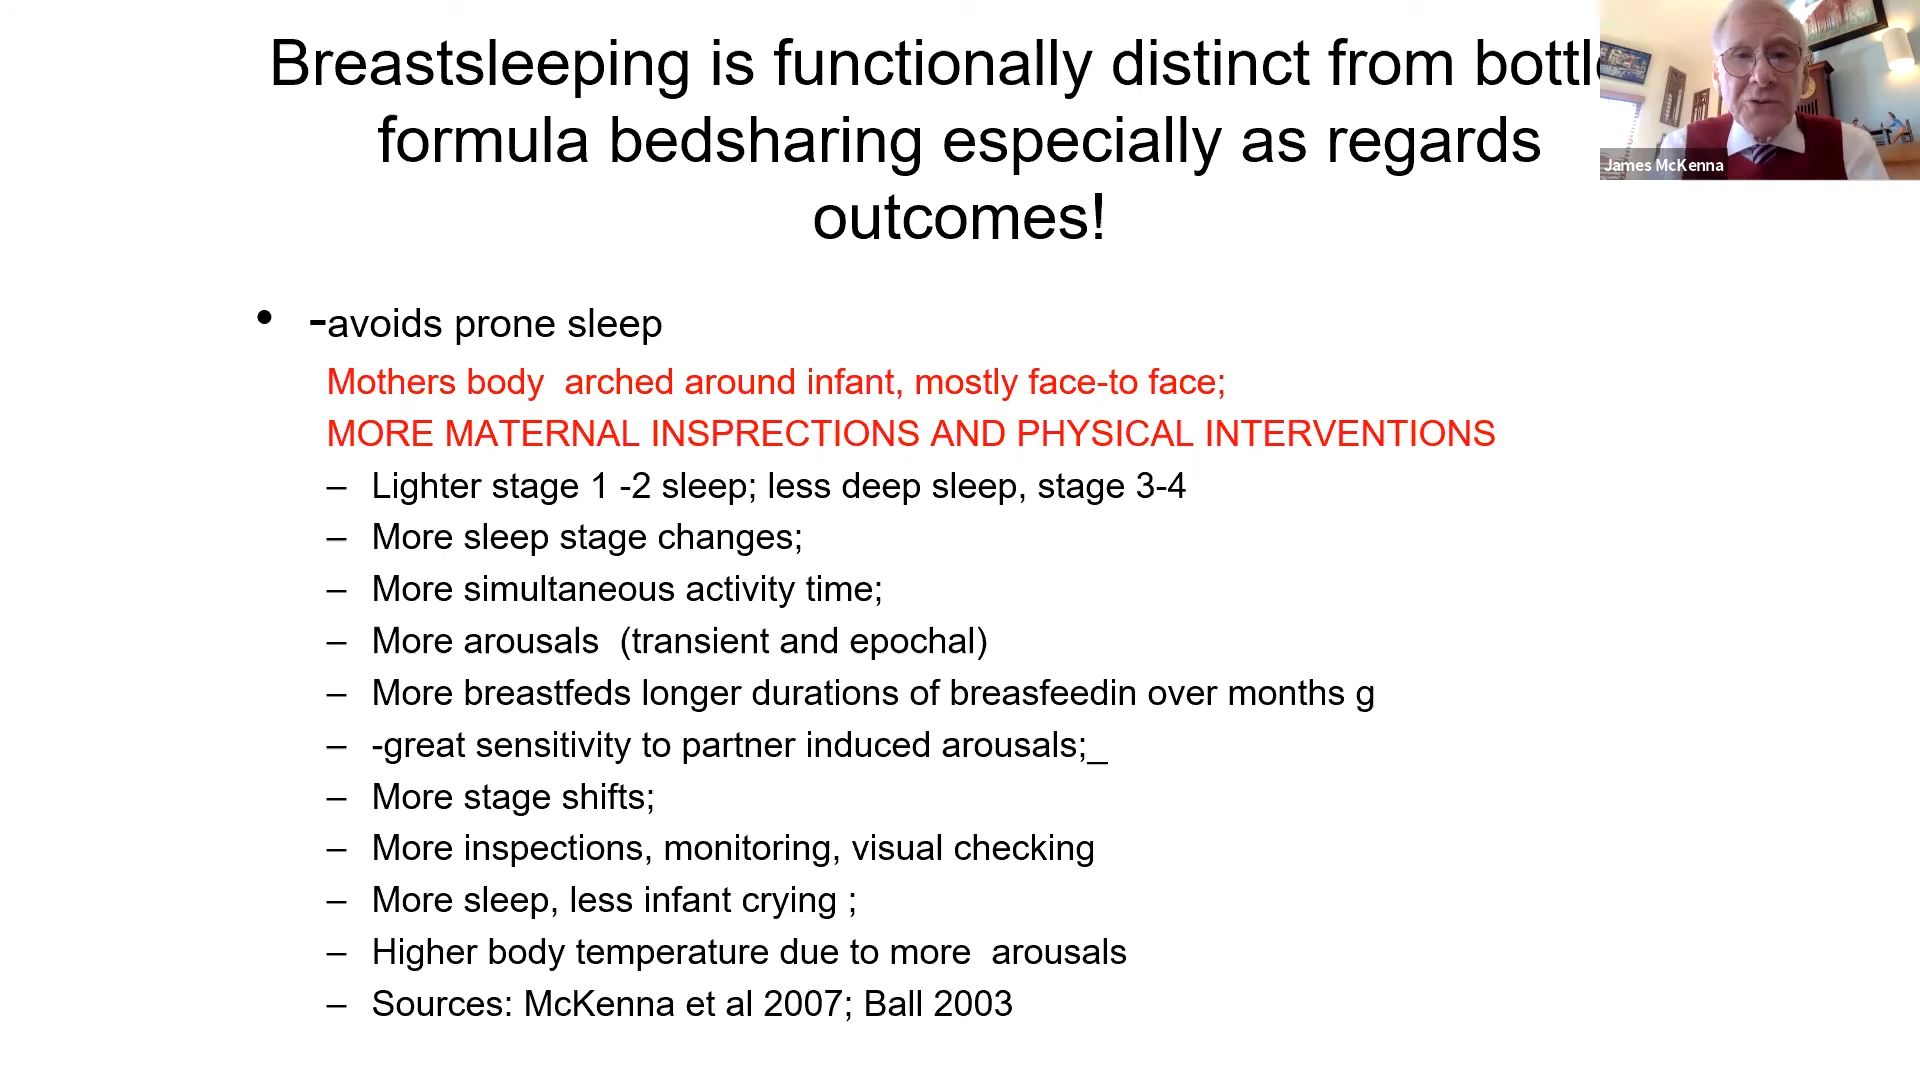 Breastsleeping is functionally distinct from bottl
formula bedsharing especially as regards
outcomes!
James McKenna
• -avoids prone sleep
Mothers body  arched around infant, mostly face-to face;
MORE MATERNAL INSPRECTIONS AND PHYSICAL INTERVENTIONS
– Lighter stage 1 -2 sleep; less deep sleep, stage 3-4
– More sleep stage changes;
– More simultaneous activity time;
– More arousals  (transient and epochal)
– More breastfeds longer durations of breasfeedin over months g
– -great sensitivity to partner induced arousals;_
– More stage shifts;
– More inspections, monitoring, visual checking
– More sleep, less infant crying ;
– Higher body temperature due to more  arousals
– Sources: McKenna et al 2007; Ball 2003